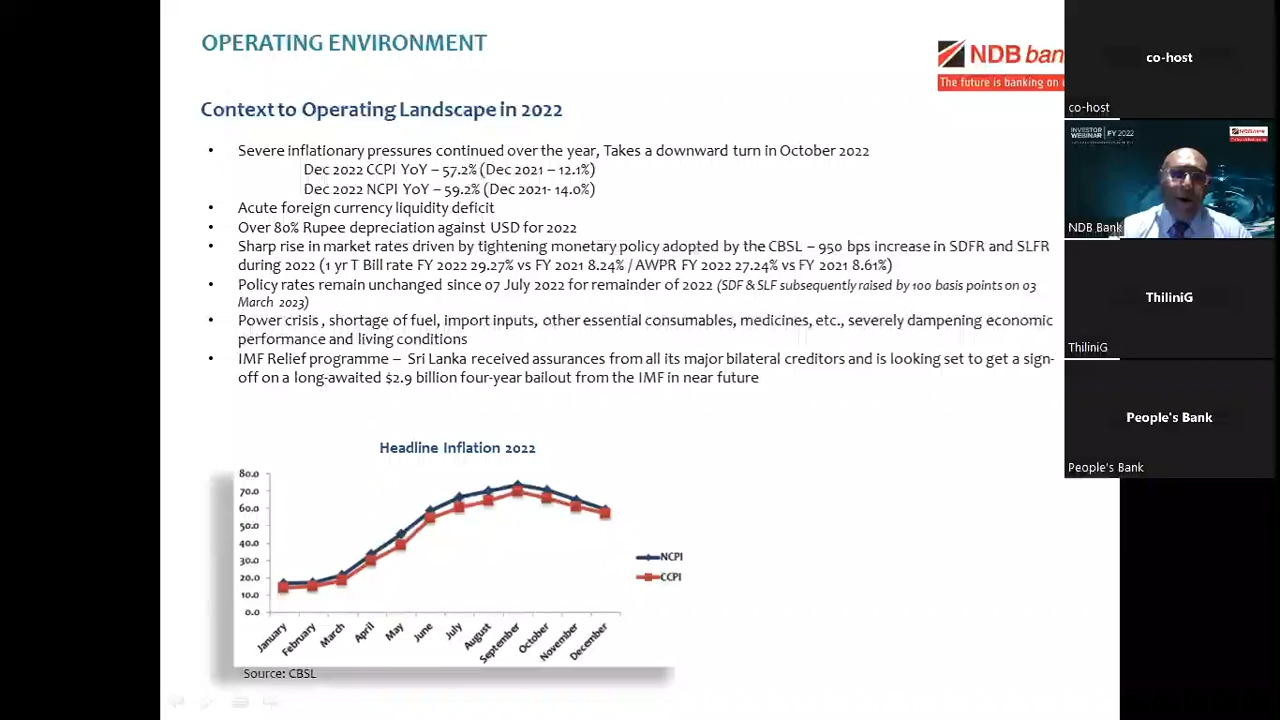 OPERATING ENVIRONMENT
NDB ban
The future is banking on
Context to Operating Landscape in 2022
• Severe inflationary pressures continued over the year, Takes a downward turn in October 2022
Dec 2022 CCPI YoY – 57.2% (Dec 2021 – 12.1%)
Dec 2022 NCPI YoY – 59.2% (Dec 2021- 14.0%)
• Acute foreign currency liquidity deficit
• Over 80% Rupee depreciation against USD for 2022
• Sharp rise in market rates driven by tightening monetary policy adopted by the CBSL – 950 bps increase in SDFR and SLFR
during 2022 (1 yr T Bill rate FY 2022 29.27% vs FY 2021 8.24% / AWPR FY 2022 27.24% vs FY 2021 8.61%)
• Policy rates remain unchanged since 07 July 2022 for remainder of 2022 (SDF & SLF subsequently raised by 100 basis points on 03
March 2023)
• Power crisis , shortage of fuel, import inputs, other essential consumables, medicines, etc., severely dampening economic
performance and living conditions
• IMF Relief programme – Sri Lanka received assurances from all its major bilateral creditors and is looking set to get a sign-
off on a long-awaited $2.9 billion four-year bailout from the IMF in near future
Headline Inflation 2022
80.0
70.0
60.0
50.0
40.0
30.0
20.0
10.0
0.0
January
February
March
April
May
June
July
August
September
October
November
December
NCPI
CCPI
Source: CBSL
co-host
co-host
INVESTOR
WEBINAR
FY 2022
NDB Bank
ThiliniG
ThiliniG
People's Bank
People's Bank